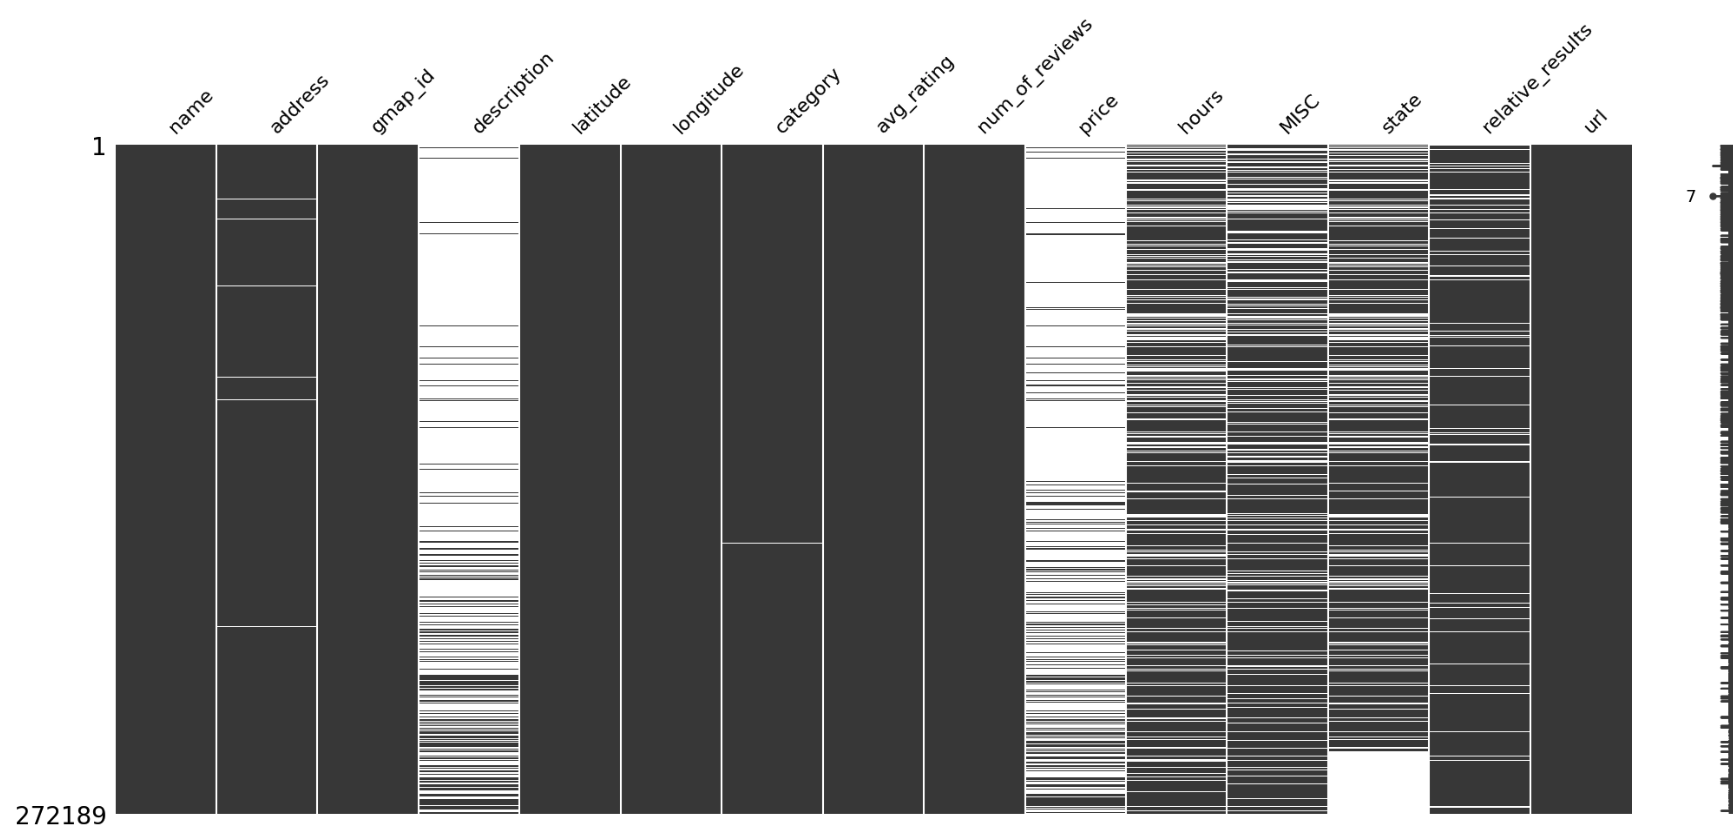 name
address
gmap_id
description
latitude
longitude
category
avg_rating
num_of_reviews
price
hours
MISC
state
relative_results
url
1
7
272189